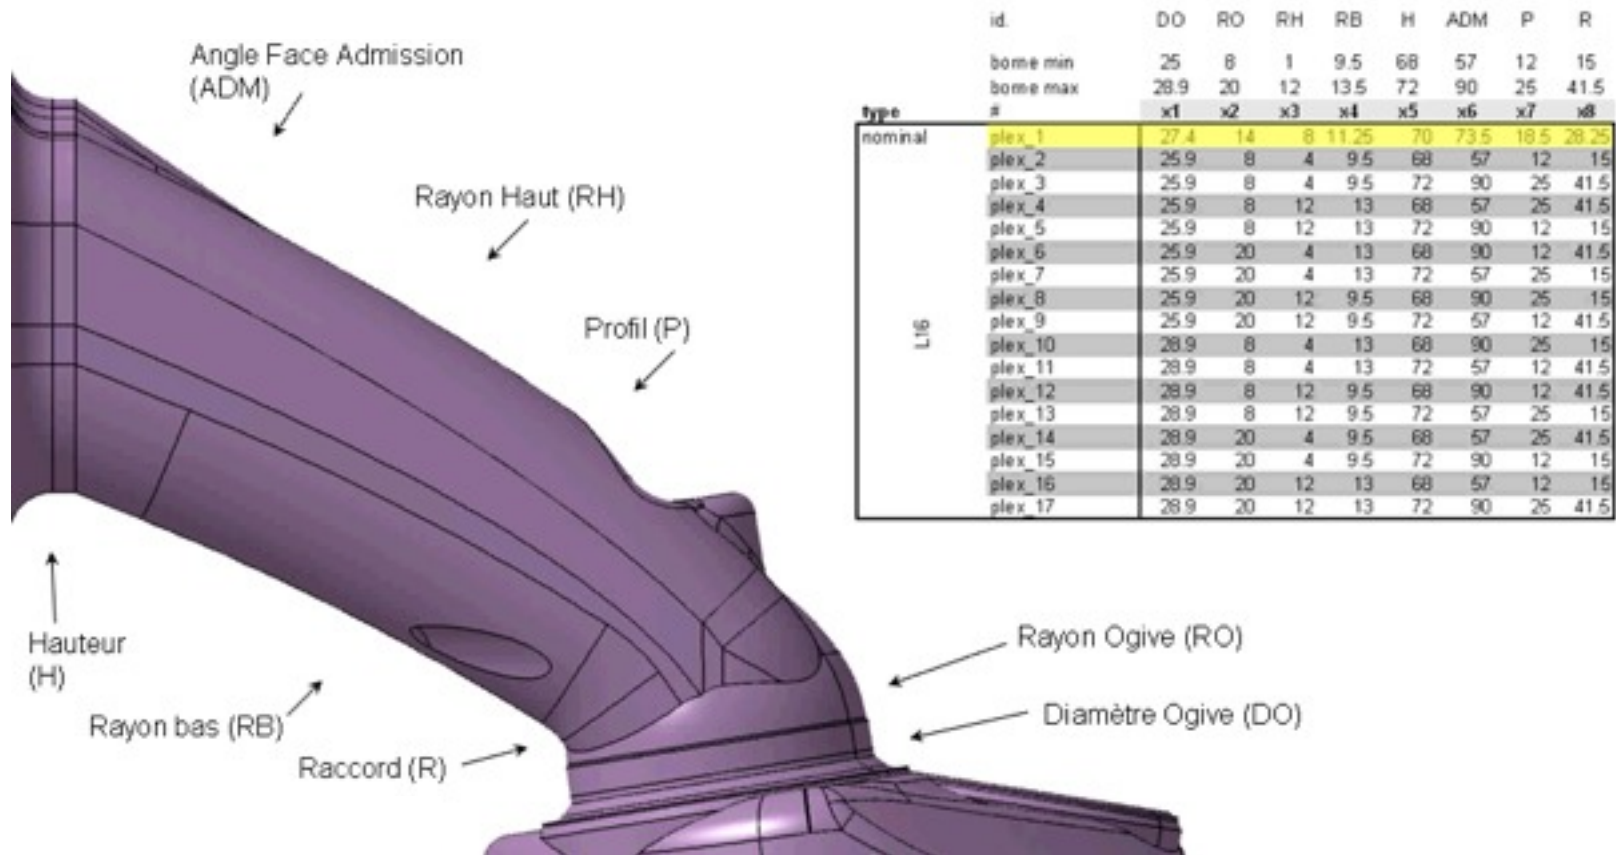 Angle Face Admission
(ADM)
Rayon Haut (RH)
Profil (P)
Hauteur
(H)
Rayon bas (RB)
Raccord (R)
Rayon Ogive (RO)
Diamètre Ogive (DO)
id. DO RO RH RB H ADM P R
borne min 25 8 1 9.5 68 57 12 15
borne max 28.9 20 12 13.5 72 90 25 41.5
type # x1 x2 x3 x4 x5 x6 x7 x8
nominal plex_1 27.4 14 8 11.25 70 73.5 18.5 28.25
L16
plex_2 25.9 8 4 9.5 68 57 12 15
plex_3 25.9 8 4 9.5 72 90 25 41.5
plex_4 25.9 8 12 13 68 57 25 41.5
plex_5 25.9 8 12 13 72 90 12 15
plex_6 25.9 20 4 13 68 90 12 41.5
plex_7 25.9 20 4 13 72 57 25 15
plex_8 25.9 20 12 9.5 68 90 25 15
plex_9 25.9 20 12 9.5 72 57 12 41.5
plex_10 28.9 8 4 13 68 90 25 15
plex_11 28.9 8 4 13 72 57 12 41.5
plex_12 28.9 8 12 9.5 68 90 12 41.5
plex_13 28.9 8 12 9.5 72 57 25 15
plex_14 28.9 20 4 9.5 68 57 25 41.5
plex_15 28.9 20 4 9.5 72 90 12 15
plex_16 28.9 20 12 13 68 57 12 15
plex_17 28.9 20 12 13 72 90 25 41.5